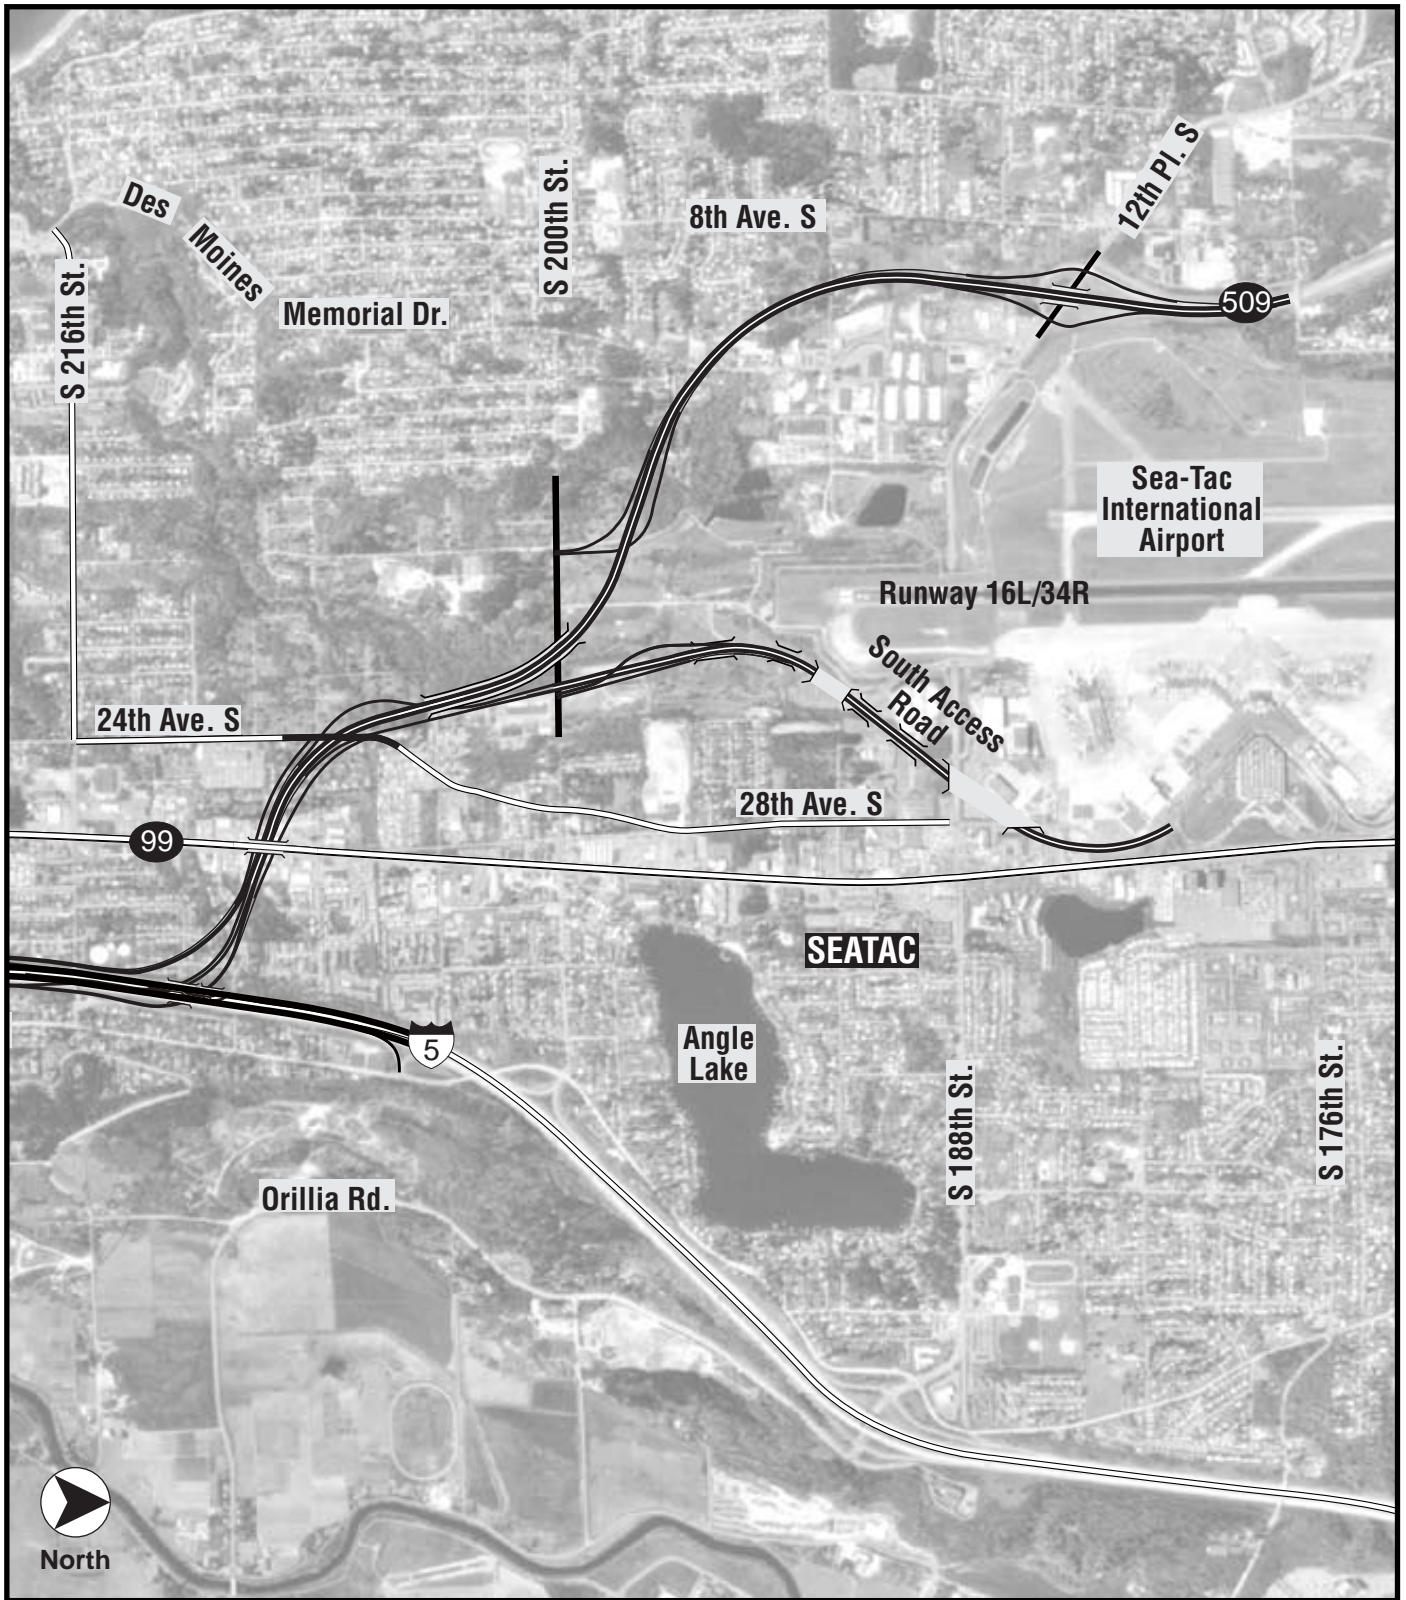 Des
Moines
Memorial Dr.
S 216th St.
S 200th St.
8th Ave. S
12th Pl. S
509
Sea-Tac
International
Airport
Runway 16L/34R
South Access
Road
24th Ave. S
28th Ave. S
99
SEATAC
5
Angle
Lake
S 188th St.
S 176th St.
Orillia Rd.
North